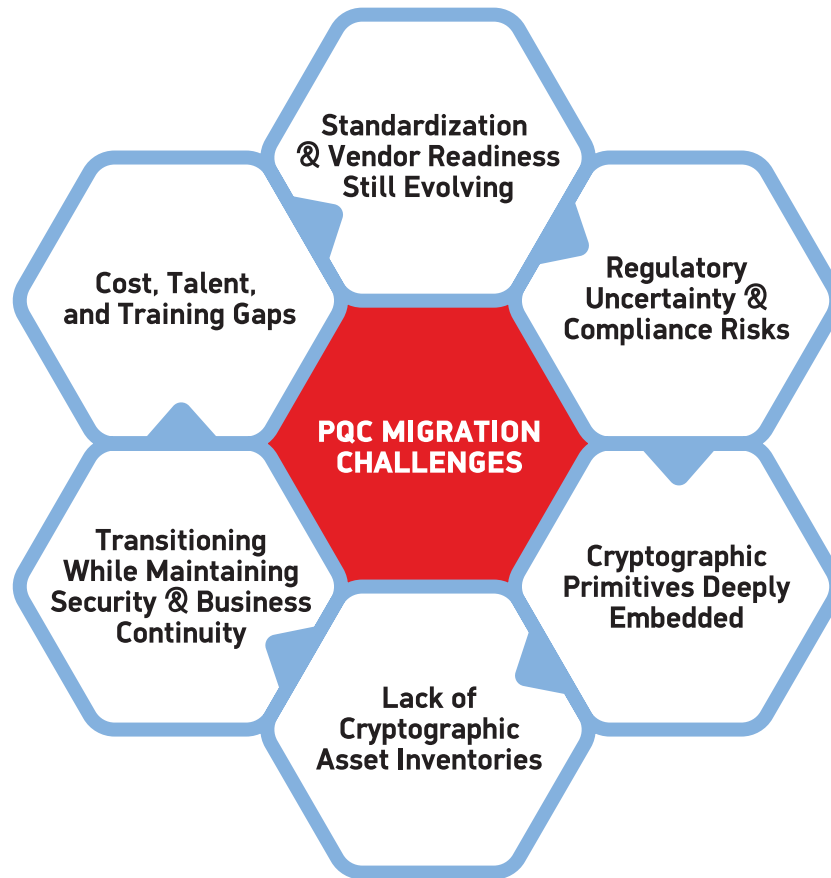 Standardization
& Vendor Readiness
Still Evolving
Regulatory
Uncertainty &
Compliance Risks
Cryptographic
Primitives Deeply
Embedded
Lack of
Cryptographic
Asset Inventories
Transitioning
While Maintaining
Security & Business
Continuity
Cost, Talent,
and Training Gaps
PQC MIGRATION
CHALLENGES